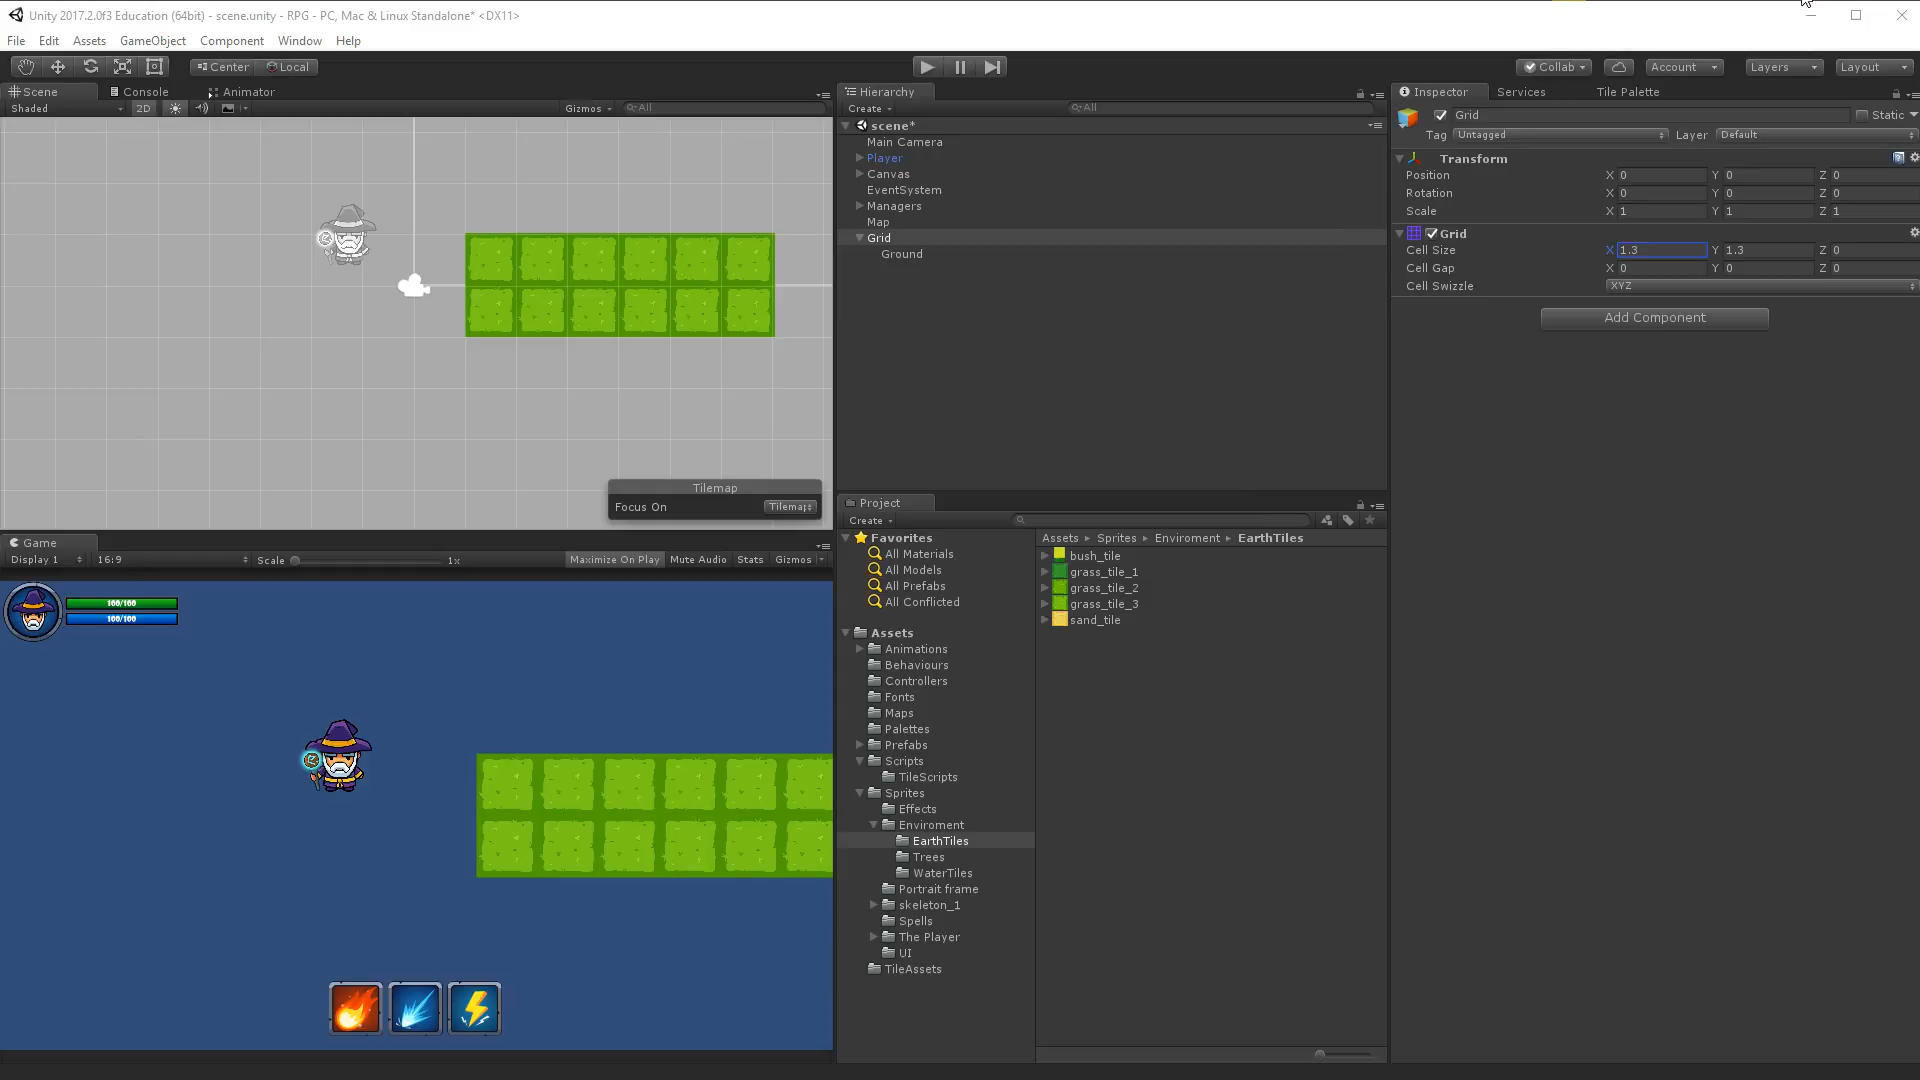 Unity 2017.2.0f3 Education (64bit) - scene.unity - RPG - PC, Mac & Linux Standalone* <DX11>
File Edit Assets GameObject Component Window Help
Center Local Collab Account Layers Layout
Scene Console Animator
Shaded 2D Gizmos All
Tilemap
Focus On Tilemap
Game
Display 1 16:9 Scale 1x Maximize On Play Mute Audio Stats Gizmos
100/100
100/100
Hierarchy
Create All
scene*
Main Camera
Player
Canvas
EventSystem
Managers
Map
Grid
Ground
Project
Create
Favorites
All Materials
All Models
All Prefabs
All Conflicted
Assets
Animations
Behaviours
Controllers
Fonts
Maps
Palettes
Prefabs
Scripts
TileScripts
Sprites
Effects
Enviroment
EarthTiles
Trees
WaterTiles
Portrait frame
skeleton_1
Spells
The Player
UI
TileAssets
Assets Sprites Enviroment EarthTiles
bush_tile
grass_tile_1
grass_tile_2
grass_tile_3
sand_tile
Inspector Services Tile Palette
Grid Static
Tag Untagged Layer Default
Transform
Position X 0 Y 0 Z 0
Rotation X 0 Y 0 Z 0
Scale X 1 Y 1 Z 1
Grid
Cell Size X 1.3 Y 1.3 Z 0
Cell Gap X 0 Y 0 Z 0
Cell Swizzle XYZ
Add Component